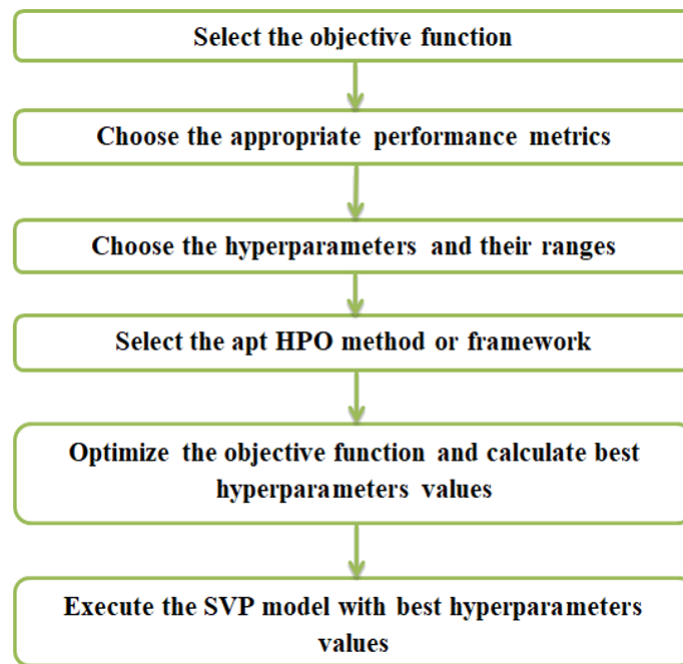 Select the objective function
Choose the appropriate performance metrics
Choose the hyperparameters and their ranges
Select the apt HPO method or framework
Optimize the objective function and calculate best
hyperparameters values
Execute the SVP model with best hyperparameters
values